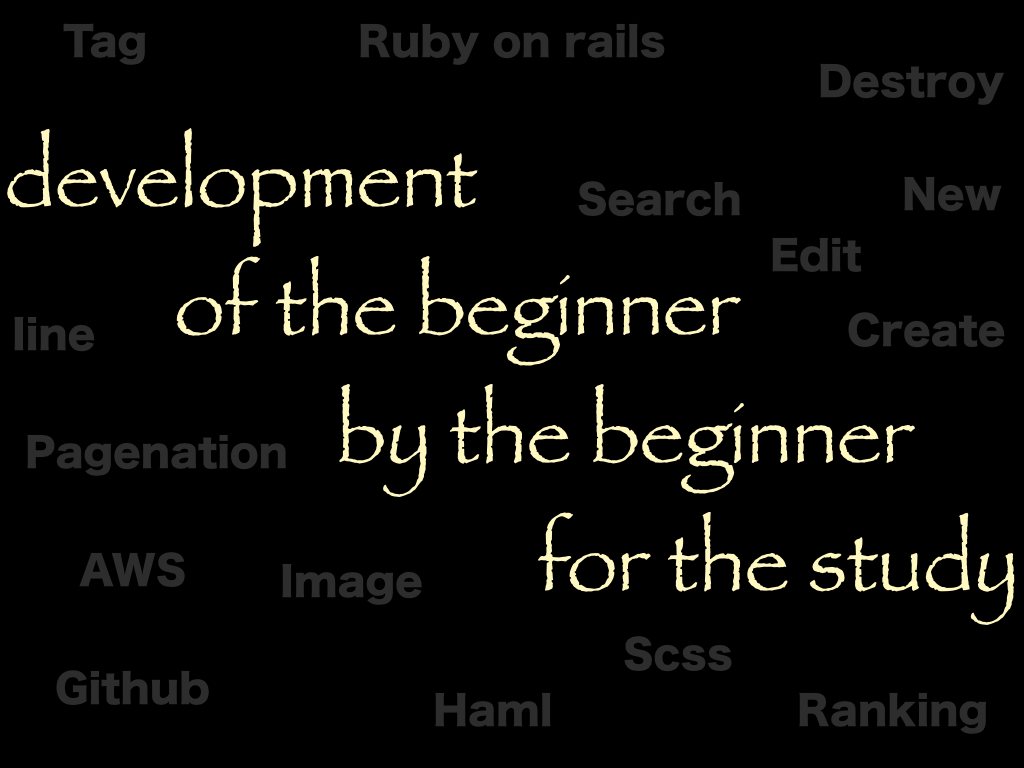 Tag
Ruby on rails
Destroy
development
Search
New
Edit
of the beginner
line
Create
by the beginner
Pagenation
for the study
AWS
Image
Scss
Github
Haml
Ranking